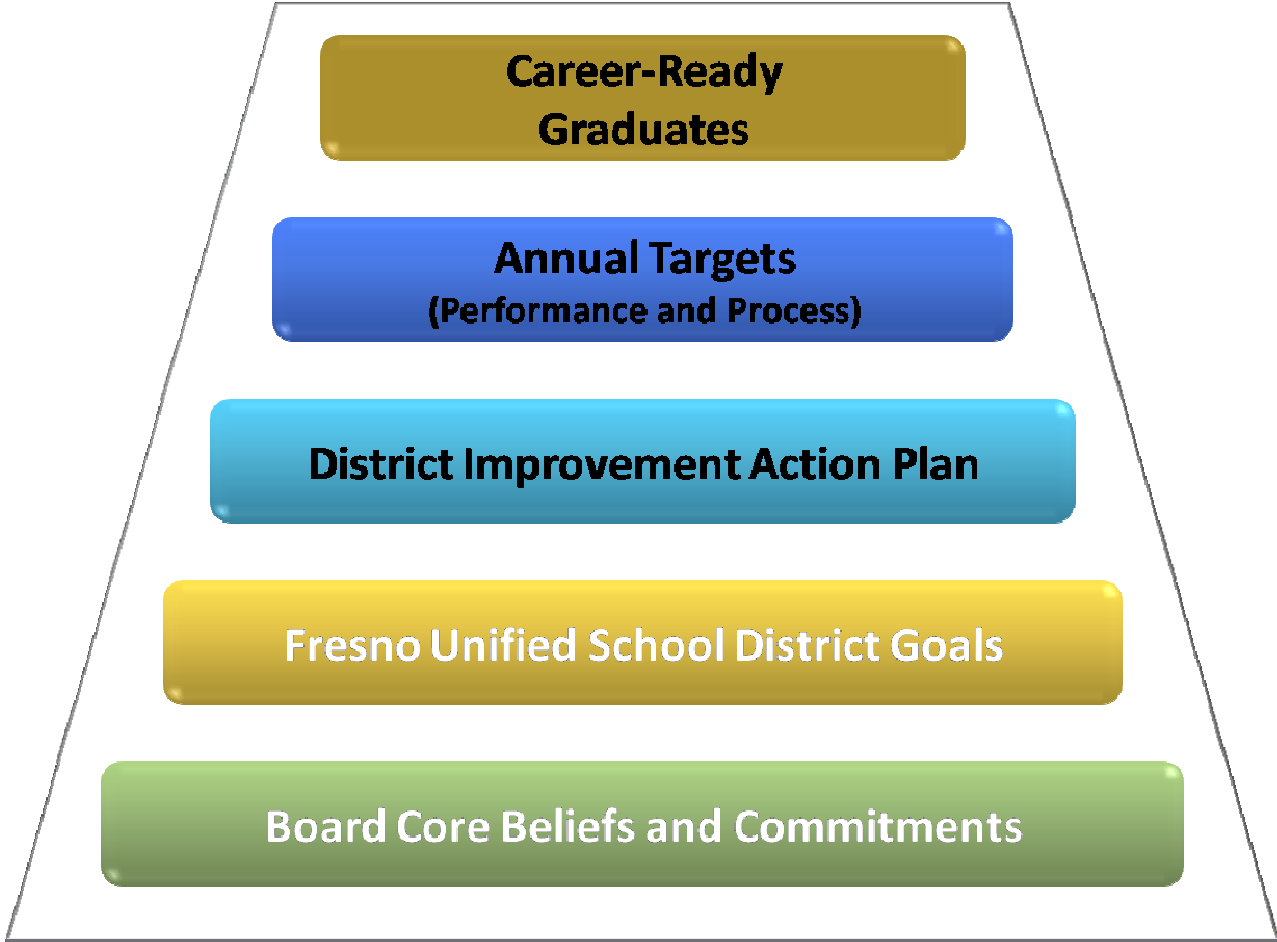 Career-Ready
Graduates
Annual Targets
(Performance and Process)
District Improvement Action Plan
Fresno Unified School District Goals
Board Core Beliefs and Commitments